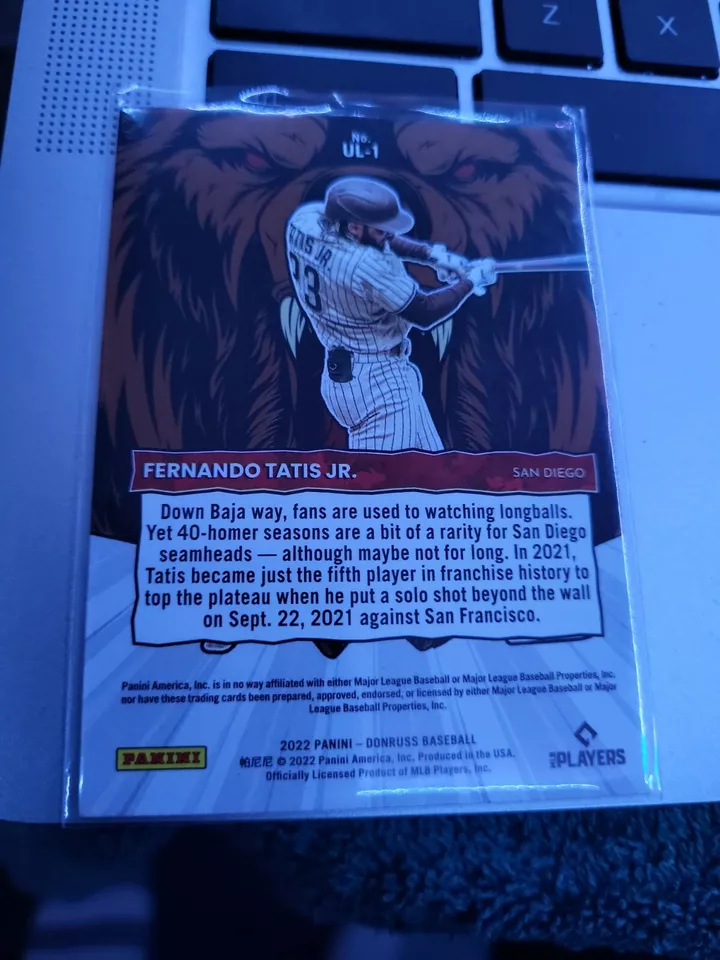 Z
X
No.
UL-1
TATIS JR.
23
FERNANDO TATIS JR.
SAN DIEGO
Down Baja way, fans are used to watching longballs.
Yet 40-homer seasons are a bit of a rarity for San Diego
seamheads — although maybe not for long. In 2021,
Tatis became just the fifth player in franchise history to
top the plateau when he put a solo shot beyond the wall
on Sept. 22, 2021 against San Francisco.
Panini America, Inc. is in no way affiliated with either Major League Baseball or Major League Baseball Properties, Inc.
nor have these trading cards been prepared, approved, endorsed, or licensed by either Major League Baseball or Major
League Baseball Properties, Inc.
PANINI
2022 PANINI – DONRUSS BASEBALL
帕尼尼 © 2022 Panini America, Inc. Produced in the USA.
Officially Licensed Product of MLB Players, Inc.
MLB PLAYERS